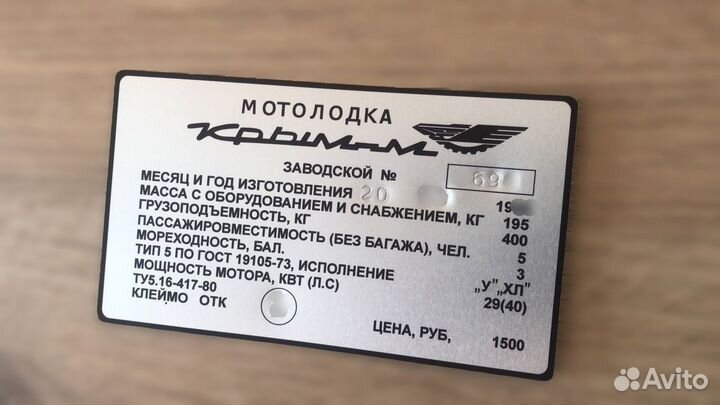 МОТОЛОДКА
Крым-М
ЗАВОДСКОЙ № 69
МЕСЯЦ И ГОД ИЗГОТОВЛЕНИЯ 20 19
МАССА С ОБОРУДОВАНИЕМ И СНАБЖЕНИЕМ, КГ 195
ГРУЗОПОДЪЕМНОСТЬ, КГ 400
ПАССАЖИРОВМЕСТИМОСТЬ (БЕЗ БАГАЖА), ЧЕЛ. 5
МОРЕХОДНОСТЬ, БАЛ. 3
ТИП 5 ПО ГОСТ 19105-73, ИСПОЛНЕНИЕ „У",„ХЛ"
МОЩНОСТЬ МОТОРА, КВТ (Л.С) 29(40)
ТУ5.16-417-80
КЛЕЙМО ОТК
ЦЕНА, РУБ, 1500
Avito